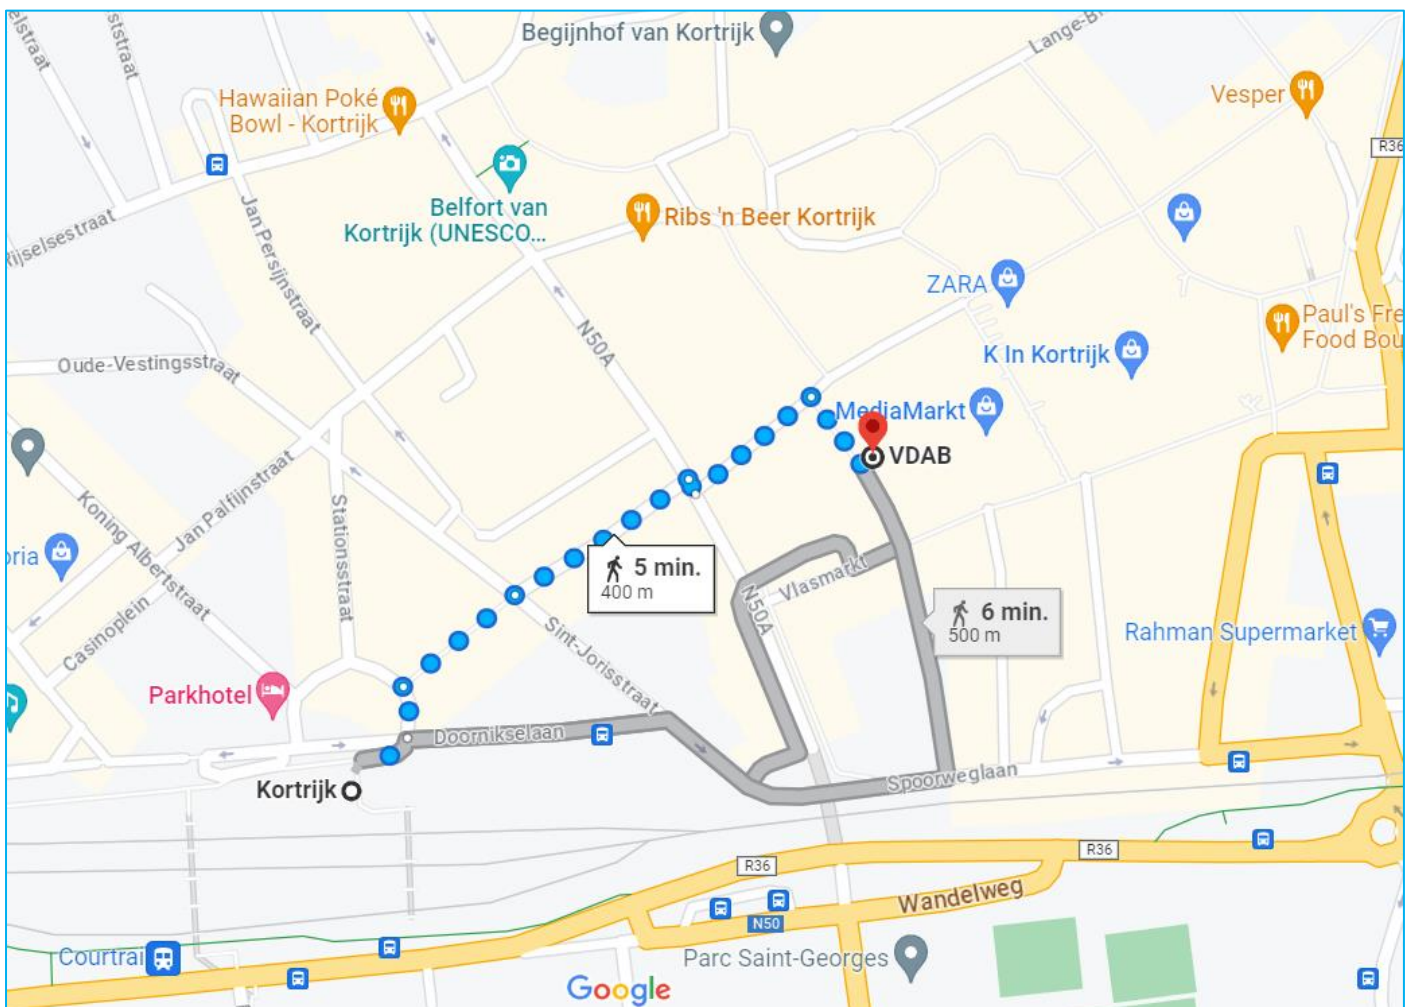 Begijnhof van Kortrijk
Hawaiian Poké
Bowl - Kortrijk
Vesper
R36
Belfort van
Kortrijk (UNESCO...
Ribs 'n Beer Kortrijk
Rijselsestraat
Jan Persijnstraat
ZARA
Paul's Fre
Food Bou
K In Kortrijk
N50A
Oude-Vestingsstraat
MediaMarkt
VDAB
Jan Palfijnstraat
Koning Albertstraat
Stationsstraat
oria
5 min.
400 m
Vlasmarkt
N50A
6 min.
500 m
Casinoplein
Sint-Jorisstraat
Rahman Supermarket
Parkhotel
Doornikselaan
Spoorweglaan
Kortrijk
R36
R36
Wandelweg
N50
Courtrai
Parc Saint-Georges
Google